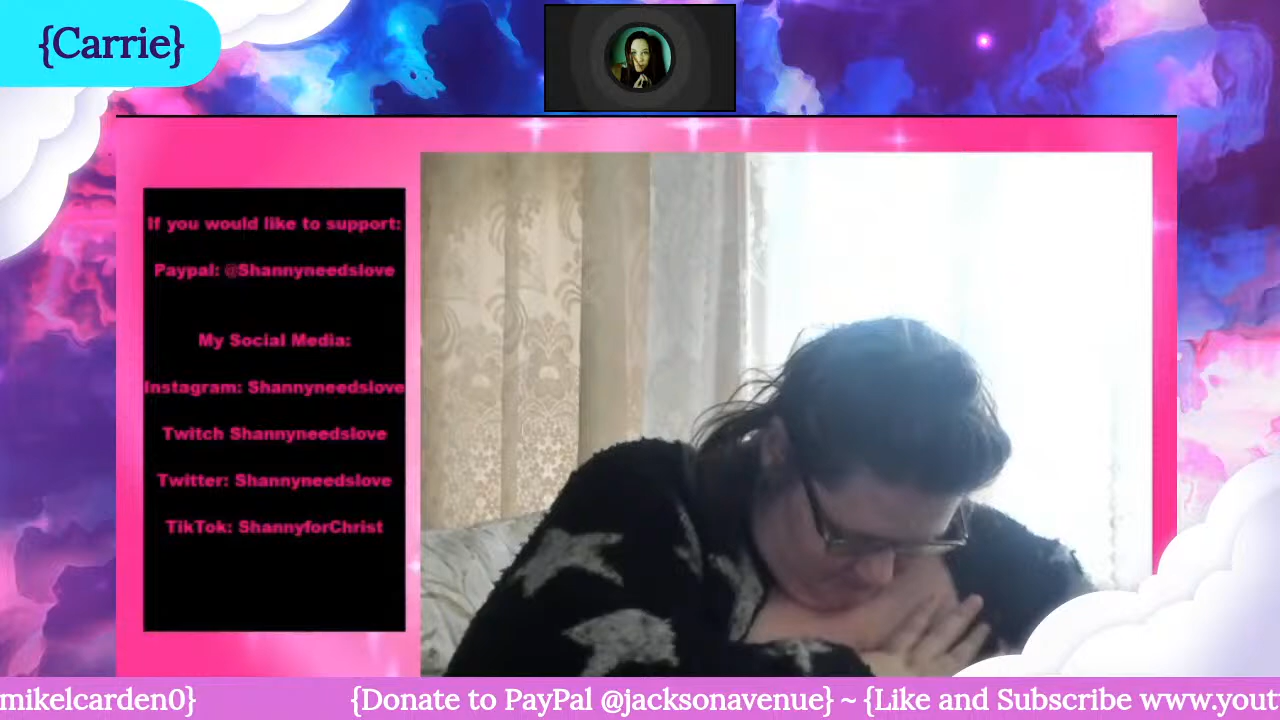 {Carrie}
If you would like to support:
Paypal: @Shannyneedslove
My Social Media:
Instagram: Shannyneedslove
Twitch Shannyneedslove
Twitter: Shannyneedslove
TikTok: ShannyforChrist
mikelcarden0} {Donate to PayPal @jacksonavenue} ~ {Like and Subscribe www.yout